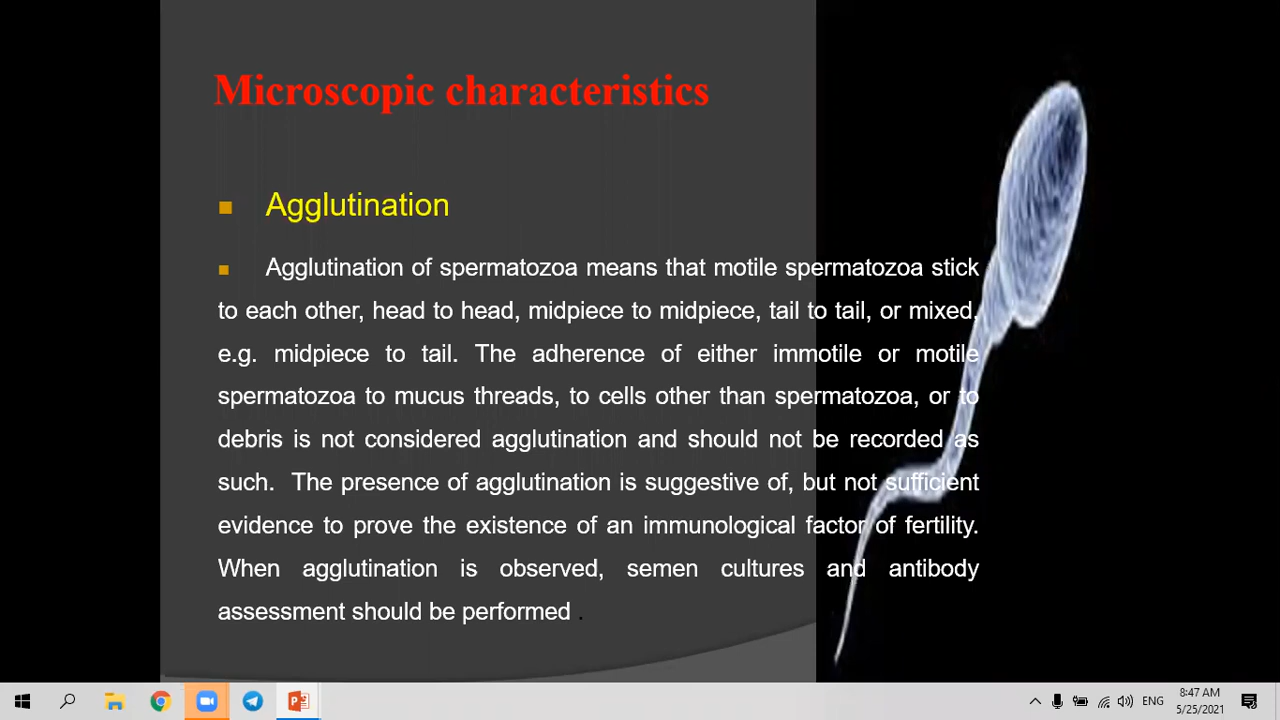 Microscopic characteristics
Agglutination
Agglutination of spermatozoa means that motile spermatozoa stick
to each other, head to head, midpiece to midpiece, tail to tail, or mixed,
e.g. midpiece to tail. The adherence of either immotile or motile
spermatozoa to mucus threads, to cells other than spermatozoa, or to
debris is not considered agglutination and should not be recorded as
such. The presence of agglutination is suggestive of, but not sufficient
evidence to prove the existence of an immunological factor of fertility.
When agglutination is observed, semen cultures and antibody
assessment should be performed .
ENG
8:47 AM
5/25/2021